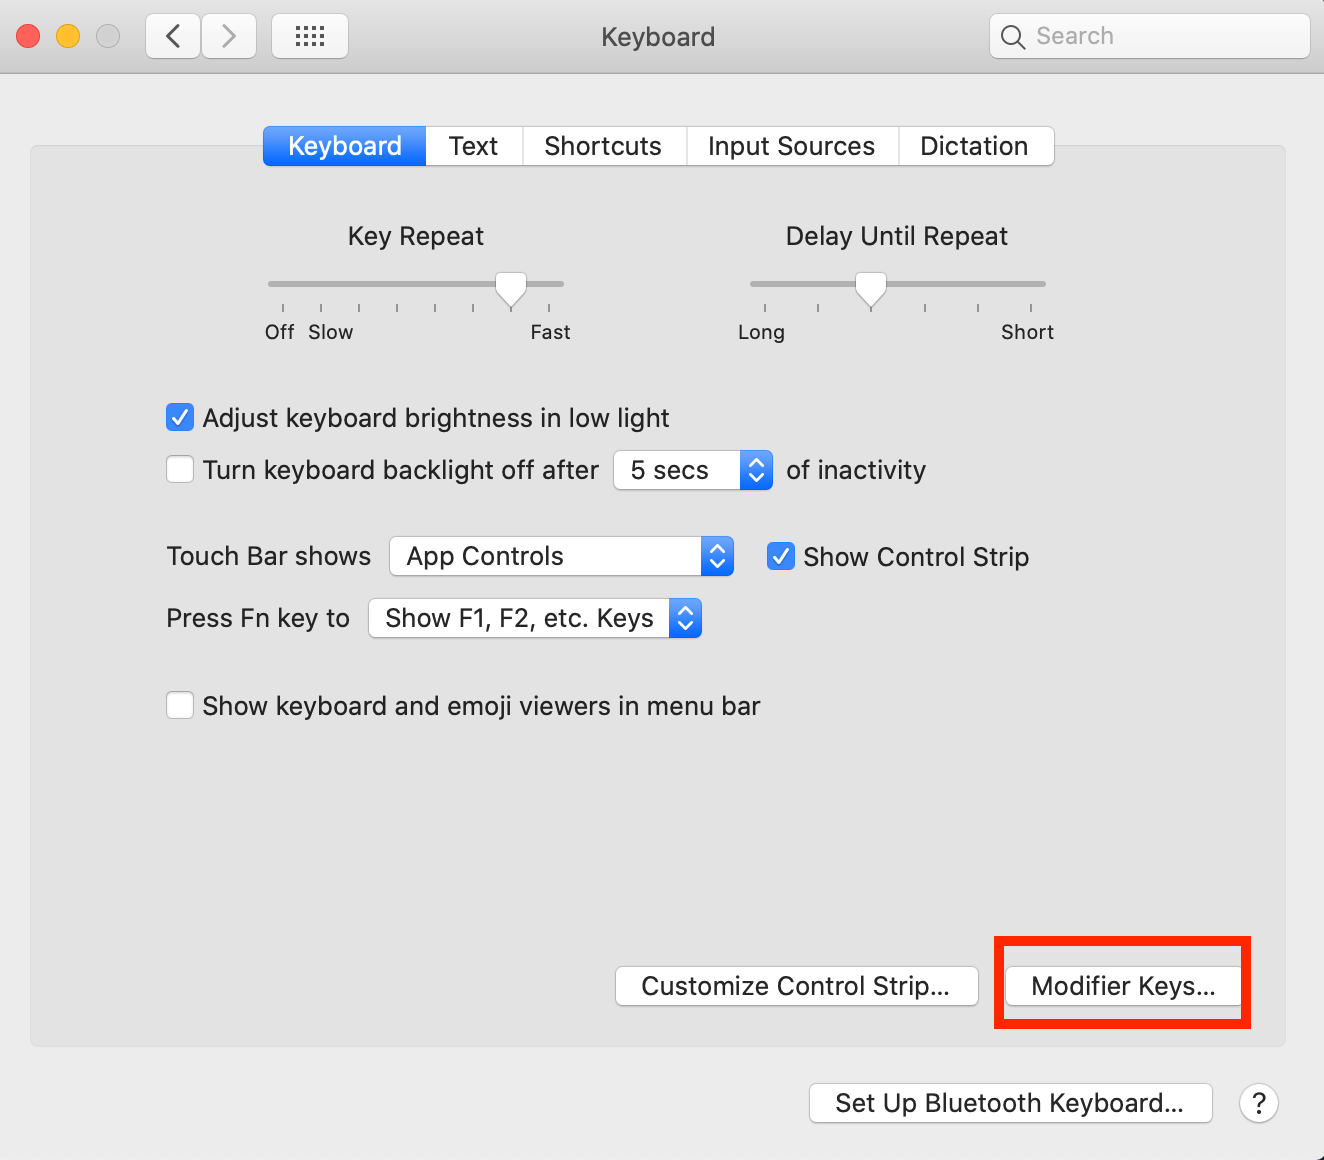 Keyboard
Search
Keyboard Text Shortcuts Input Sources Dictation
Key Repeat Delay Until Repeat
Off Slow Fast Long Short
Adjust keyboard brightness in low light
Turn keyboard backlight off after 5 secs of inactivity
Touch Bar shows App Controls Show Control Strip
Press Fn key to Show F1, F2, etc. Keys
Show keyboard and emoji viewers in menu bar
Customize Control Strip... Modifier Keys...
Set Up Bluetooth Keyboard... ?